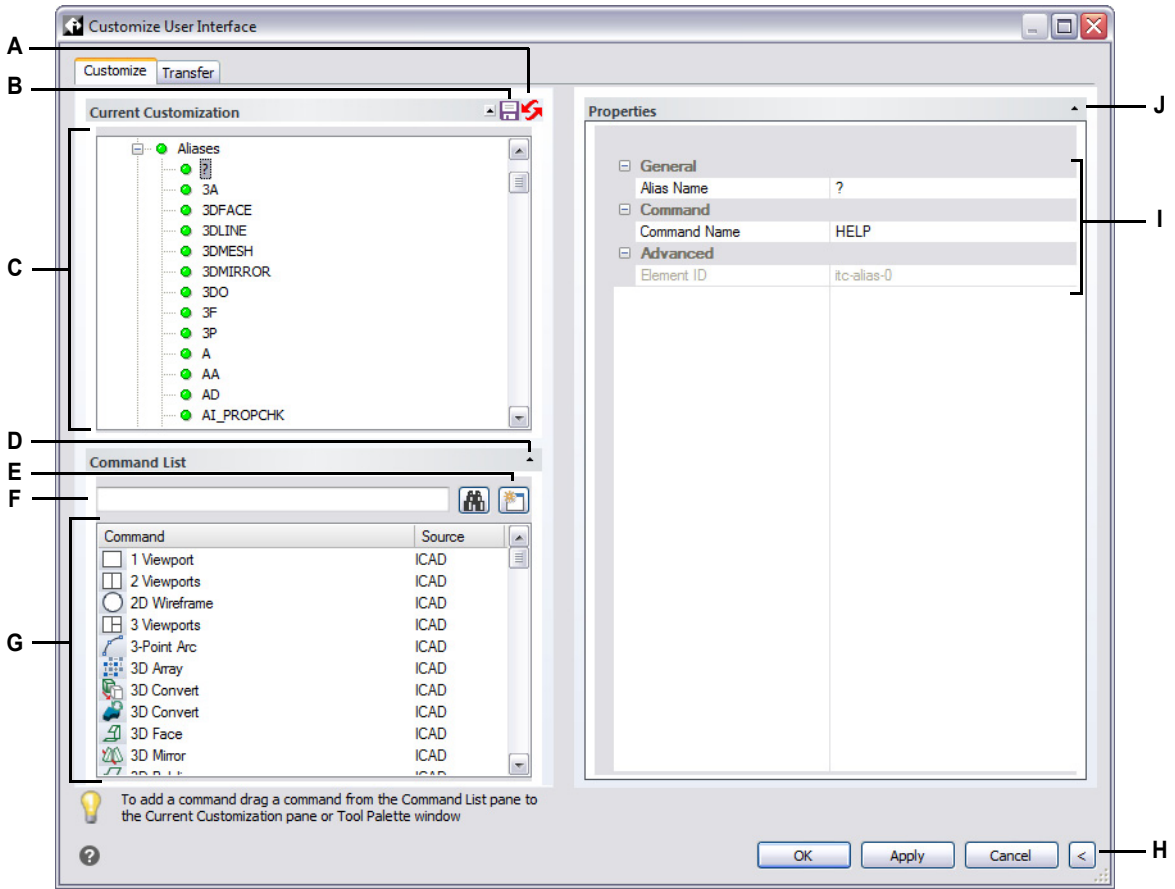 Customize User Interface
A
Customize Transfer
B
Current Customization
Properties
J
Aliases
?
3A
3DFACE
3DLINE
3DMESH
3DMIRROR
3DO
3F
3P
A
AA
AD
AI_PROPCHK
C
General
Alias Name ?
Command
Command Name HELP
Advanced
Element ID itc-alias-0
I
D
Command List
E
F
Command Source
1 Viewport ICAD
2 Viewports ICAD
2D Wireframe ICAD
3 Viewports ICAD
3-Point Arc ICAD
3D Array ICAD
3D Convert ICAD
3D Convert ICAD
3D Face ICAD
3D Mirror ICAD
G
To add a command drag a command from the Command List pane to
the Current Customization pane or Tool Palette window
?
OK Apply Cancel <
H